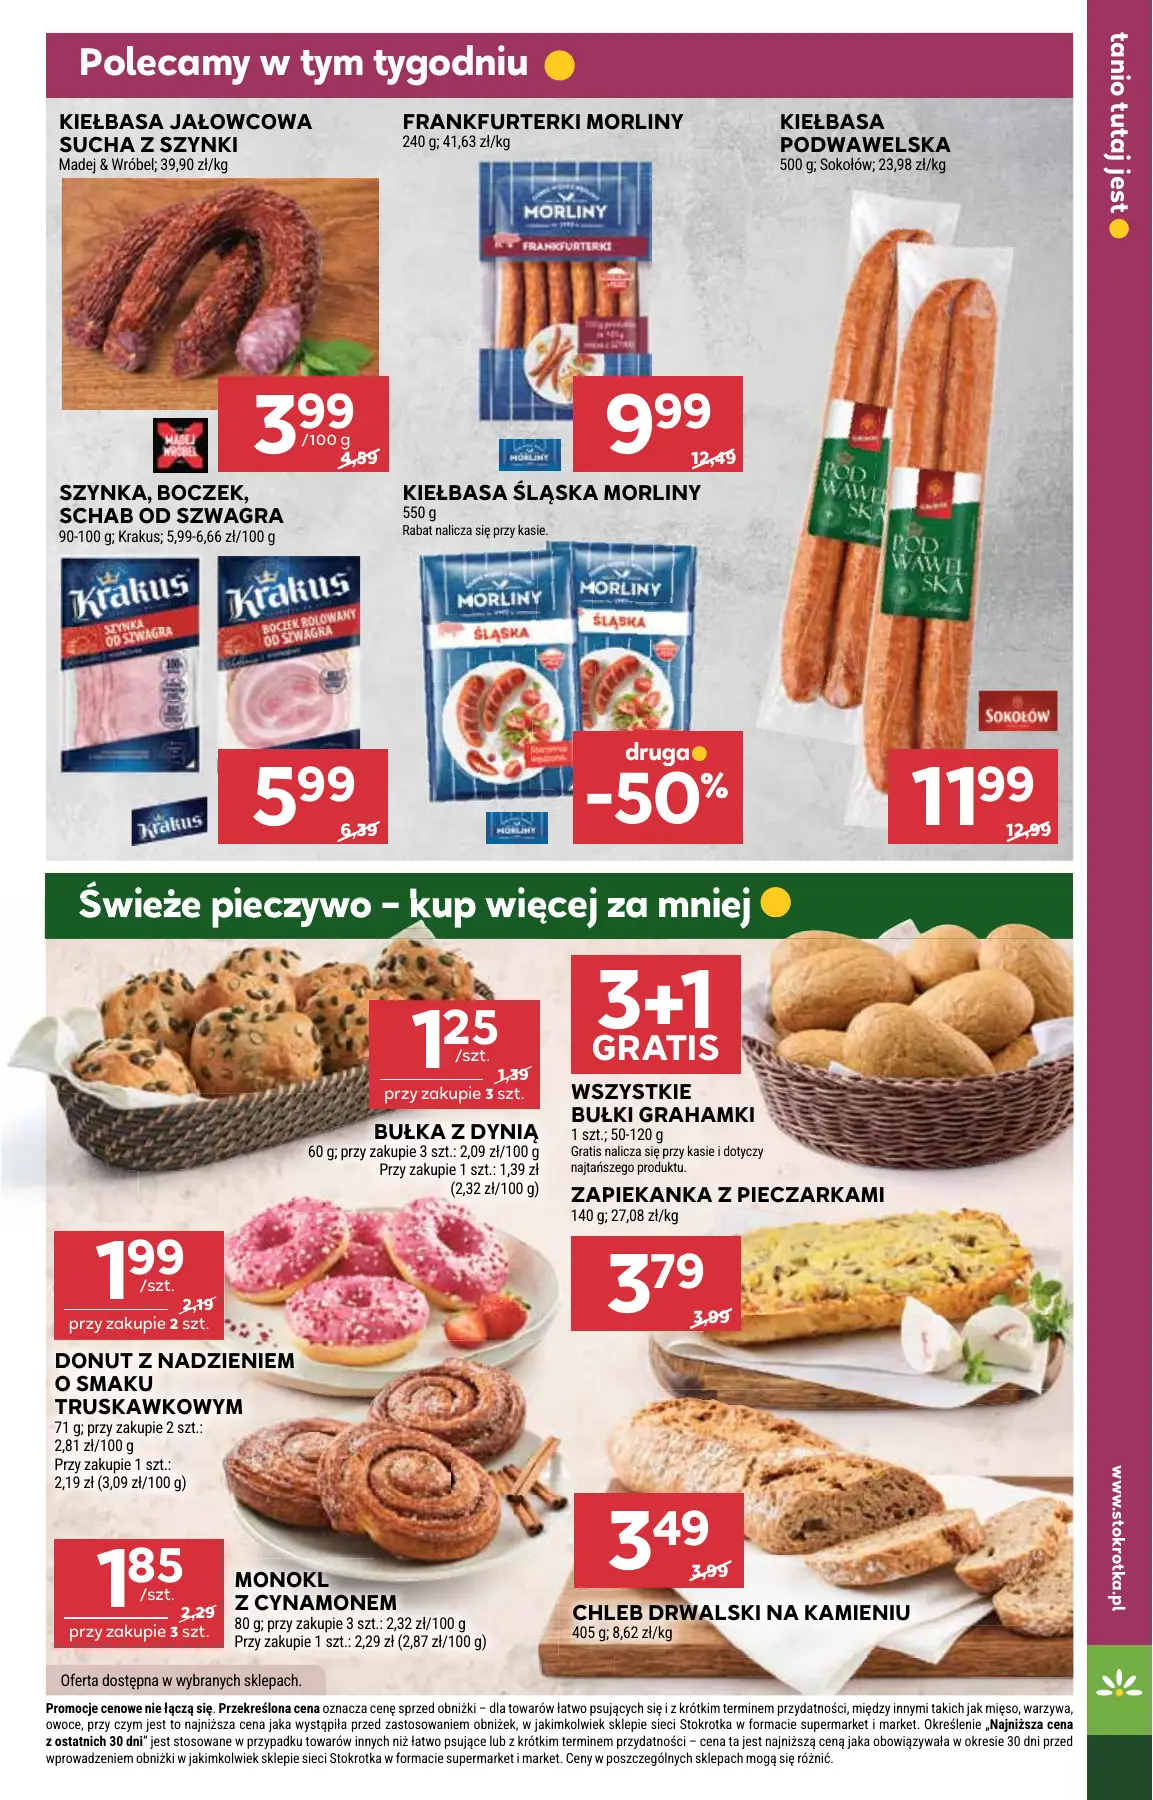 Polecamy w tym tygodniu
tanio tutaj jest
KIEŁBASA JAŁOWCOWA
SUCHA Z SZYNKI
Madej & Wróbel; 39,90 zł/kg
MADEJ
WRÓBEL
3 99
/100 g
4,59
FRANKFURTERKI MORLINY
240 g; 41,63 zł/kg
MORLINY
FRANKFURTERKI
MORLINY
9 99
12,49
KIEŁBASA
PODWAWELSKA
500 g; Sokołów; 23,98 zł/kg
Sokołów
POD
WAWEL
SKA
POD
WAWEL
SKA
SOKOŁÓW
11 99
12,99
SZYNKA, BOCZEK,
SCHAB OD SZWAGRA
90-100 g; Krakus; 5,99-6,66 zł/100 g
Krakus
SZYNKA
OD SZWAGRA
Krakus
BOCZEK ROLOWANY
OD SZWAGRA
Krakus
5 99
6,39
KIEŁBASA ŚLĄSKA MORLINY
550 g
Rabat nalicza się przy kasie.
MORLINY
ŚLĄSKA
MORLINY
ŚLĄSKA
MORLINY
druga
-50%
Świeże pieczywo – kup więcej za mniej
1 25
/szt.
1,39
przy zakupie 3 szt.
BUŁKA Z DYNIĄ
60 g; przy zakupie 3 szt.: 2,09 zł/100 g
Przy zakupie 1 szt.: 1,39 zł
(2,32 zł/100 g)
3+1
GRATIS
WSZYSTKIE
BUŁKI GRAHAMKI
1 szt.; 50-120 g
Gratis nalicza się przy kasie i dotyczy
najtańszego produktu.
ZAPIEKANKA Z PIECZARKAMI
140 g; 27,08 zł/kg
3 79
3,99
1 99
/szt.
2,19
przy zakupie 2 szt.
DONUT Z NADZIENIEM
O SMAKU
TRUSKAWKOWYM
71 g; przy zakupie 2 szt.:
2,81 zł/100 g
Przy zakupie 1 szt.:
2,19 zł (3,09 zł/100 g)
1 85
/szt.
2,29
przy zakupie 3 szt.
MONOKL
Z CYNAMONEM
80 g; przy zakupie 3 szt.: 2,32 zł/100 g
Przy zakupie 1 szt.: 2,29 zł (2,87 zł/100 g)
3 49
3,99
CHLEB DRWALSKI NA KAMIENIU
405 g; 8,62 zł/kg
www.stokrotka.pl
Oferta dostępna w wybranych sklepach.
Promocje cenowe nie łączą się. Przekreślona cena oznacza cenę sprzed obniżki – dla towarów łatwo psujących się i z krótkim terminem przydatności, między innymi takich jak mięso, warzywa,
owoce, przy czym jest to najniższa cena jaka wystąpiła przed zastosowaniem obniżek, w jakimkolwiek sklepie sieci Stokrotka w formacie supermarket i market. Określenie „Najniższa cena
z ostatnich 30 dni” jest stosowane w przypadku towarów innych niż łatwo psujące lub z krótkim terminem przydatności – cena ta jest najniższą ceną jaka obowiązywała w okresie 30 dni przed
wprowadzeniem obniżki w jakimkolwiek sklepie sieci Stokrotka w formacie supermarket i market. Ceny w poszczególnych sklepach mogą się różnić.